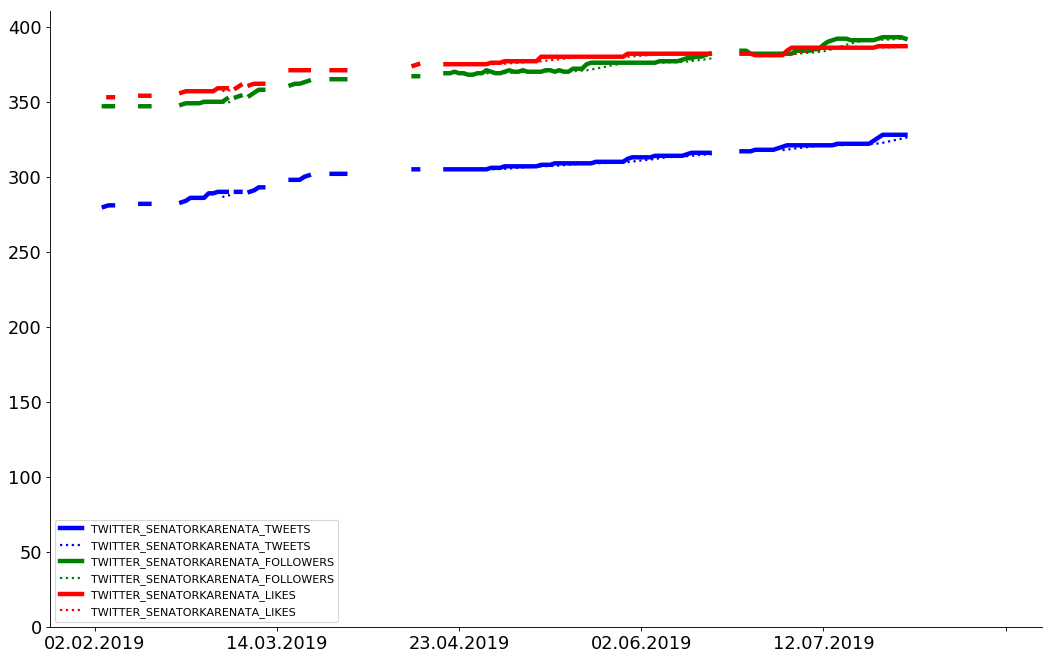 400
350
300
250
200
150
100
50
0
TWITTER_SENATORKARENATA_TWEETS
TWITTER_SENATORKARENATA_TWEETS
TWITTER_SENATORKARENATA_FOLLOWERS
TWITTER_SENATORKARENATA_FOLLOWERS
TWITTER_SENATORKARENATA_LIKES
TWITTER_SENATORKARENATA_LIKES
02.02.2019 14.03.2019 23.04.2019 02.06.2019 12.07.2019